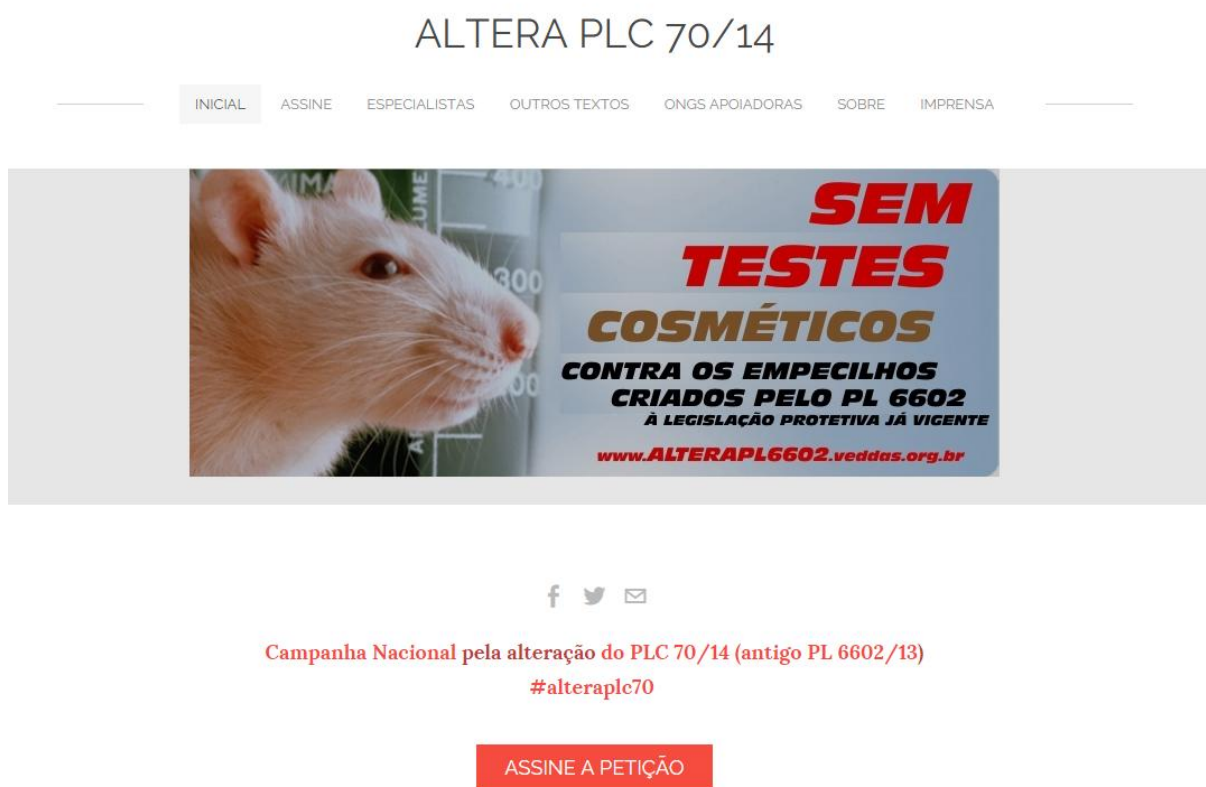 ALTERA PLC 70/14
INICIAL ASSINE ESPECIALISTAS OUTROS TEXTOS ONGS APOIADORAS SOBRE IMPRENSA
400
300
SEM
TESTES
COSMÉTICOS
CONTRA OS EMPECILHOS
CRIADOS PELO PL 6602
À LEGISLAÇÃO PROTETIVA JÁ VIGENTE
www.ALTERAPL6602.veddas.org.br
Campanha Nacional pela alteração do PLC 70/14 (antigo PL 6602/13)
#alteraplc70
ASSINE A PETIÇÃO